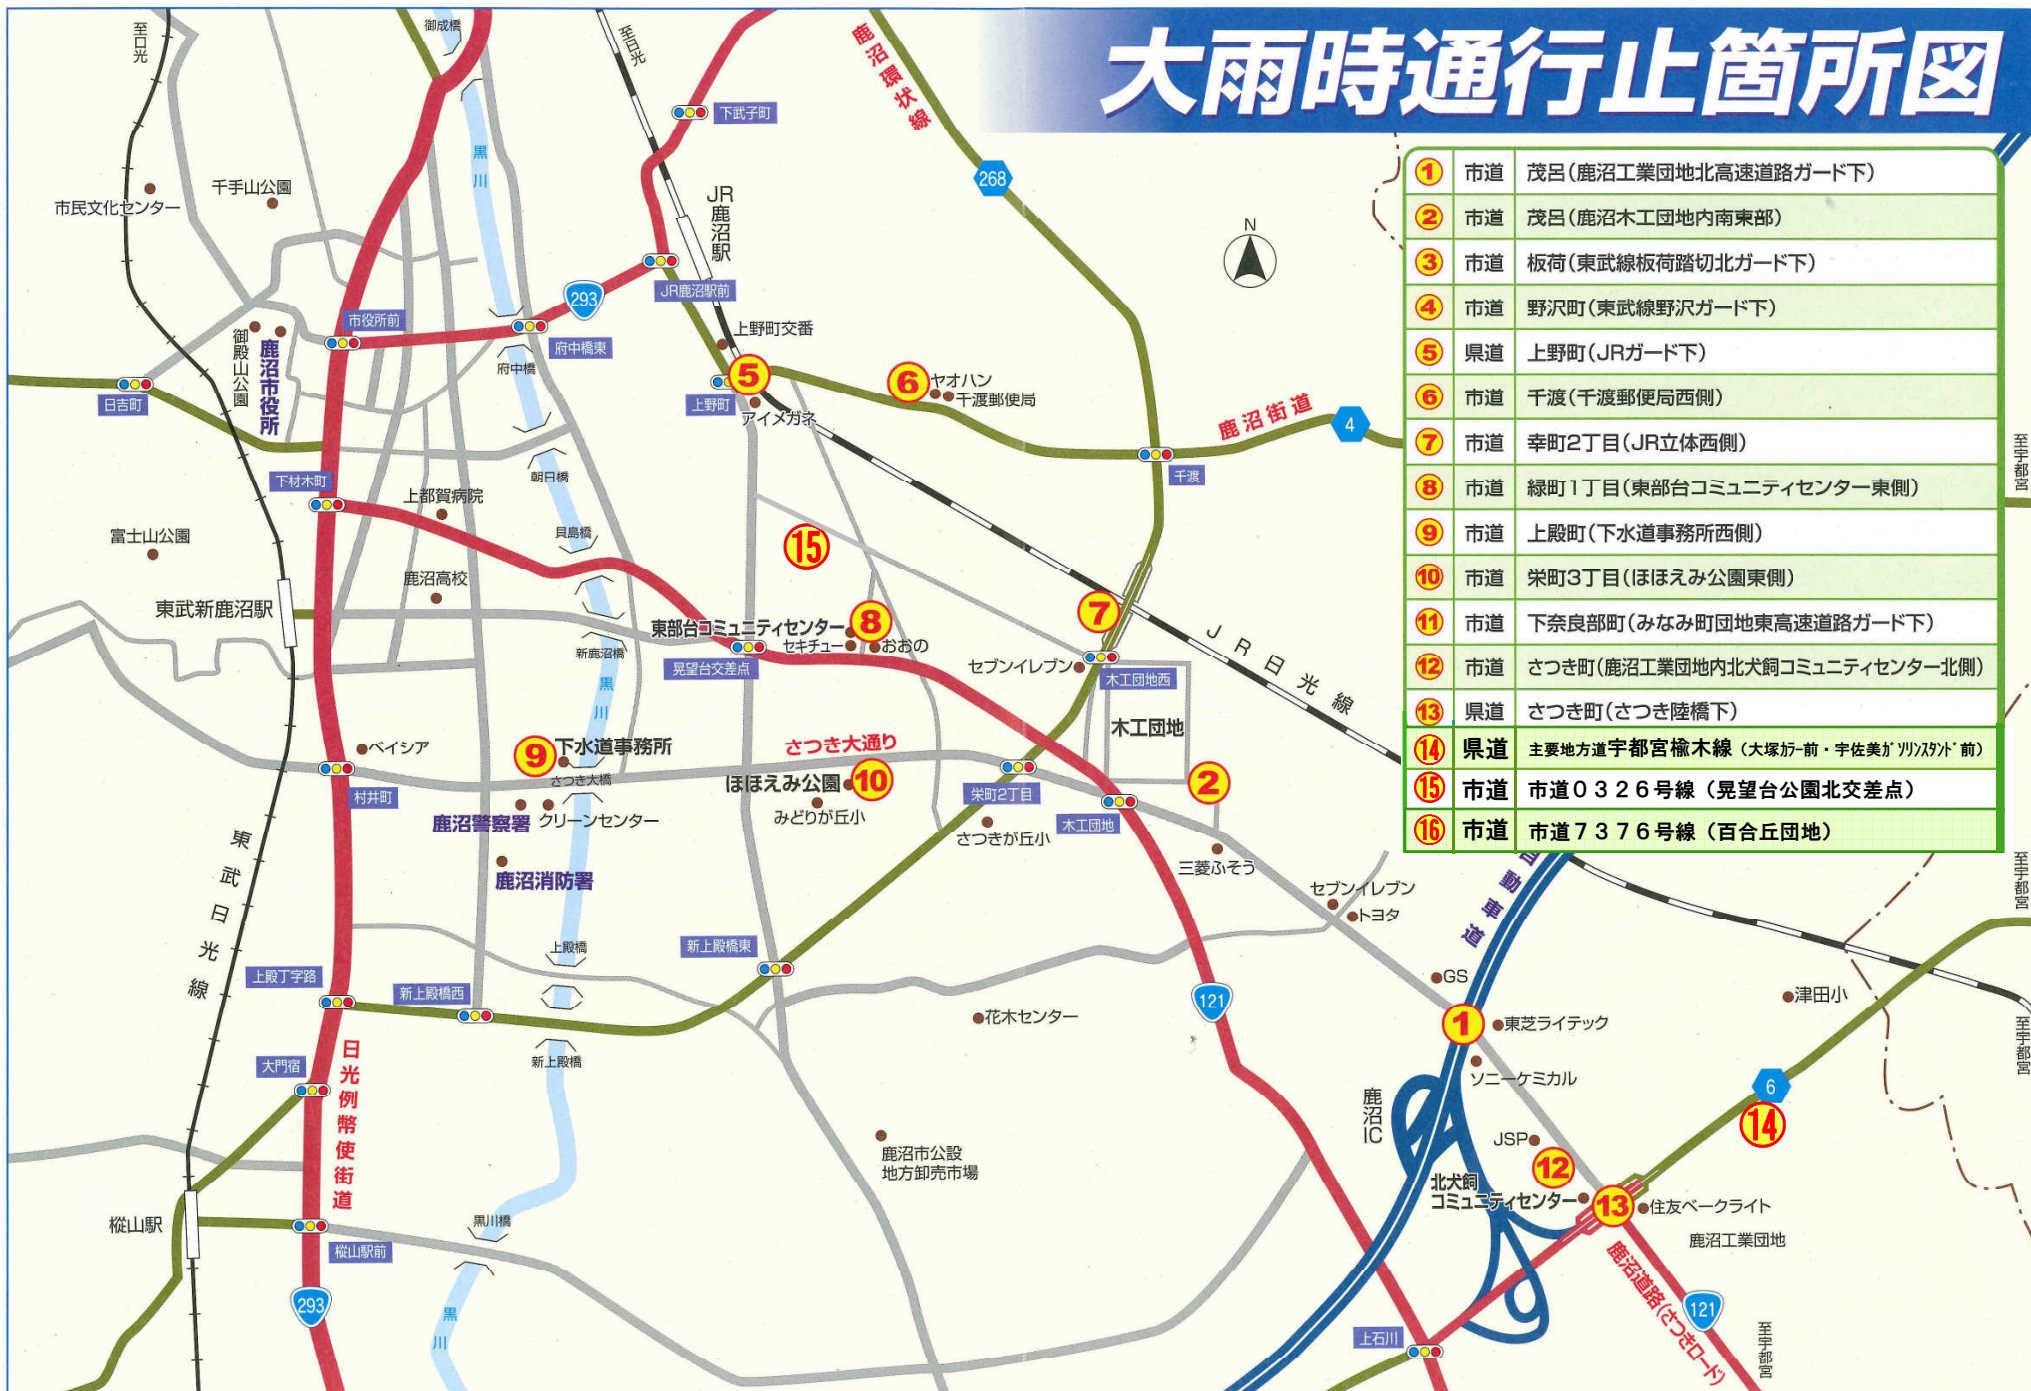 大雨時通行止箇所図
1 市道 茂呂(鹿沼工業団地北高速道路ガード下)
2 市道 茂呂(鹿沼木工団地内南東部)
3 市道 板荷(東武線板荷踏切北ガード下)
4 市道 野沢町(東武線野沢ガード下)
5 県道 上野町(JRガード下)
6 市道 千渡(千渡郵便局西側)
7 市道 幸町2丁目(JR立体西側)
8 市道 緑町1丁目(東部台コミュニティセンター東側)
9 市道 上殿町(下水道事務所西側)
10 市道 栄町3丁目(ほほえみ公園東側)
11 市道 下奈良部町(みなみ町団地東高速道路ガード下)
12 市道 さつき町(鹿沼工業団地内北犬飼コミュニティセンター北側)
13 県道 さつき町(さつき陸橋下)
14 県道 主要地方道宇都宮楡木線(大塚ｶﾗｰ前・宇佐美ｶﾞｿﾘﾝｽﾀﾝﾄﾞ前)
15 市道 市道0326号線(晃望台公園北交差点)
16 市道 市道7376号線(百合丘団地)
至日光
御成橋
至日光
鹿沼環状線
下武子町
黒川
268
千手山公園
市民文化センター
JR鹿沼駅
N
JR鹿沼駅前
293
市役所前
府中橋東
上野町交番
御殿山公園
鹿沼市役所
府中橋
5
6
ヤオハン
千渡郵便局
日吉町
上野町
アイメガネ
鹿沼街道
4
千渡
至宇都宮
下材木町
朝日橋
上都賀病院
富士山公園
貝島橋
15
鹿沼高校
東武新鹿沼駅
東部台コミュニティセンター
8
7
セキチュー
おおの
JR日光線
新鹿沼橋
晃望台交差点
セブンイレブン
木工団地西
黒川
木工団地
さつき大通り
ベイシア
9
下水道事務所
さつき大橋
ほほえみ公園
10
2
村井町
栄町2丁目
みどりが丘小
木工団地
さつきが丘小
鹿沼警察署
クリーンセンター
三菱ふそう
東武日光線
鹿沼消防署
セブンイレブン
トヨタ
動車道
至宇都宮
上殿橋
新上殿橋東
上殿丁字路
新上殿橋西
GS
津田小
121
花木センター
1
東芝ライテック
至宇都宮
新上殿橋
大門宿
日光例幣使街道
ソニーケミカル
鹿沼IC
6
14
鹿沼市公設
地方卸売市場
JSP
12
北犬飼
コミュニティセンター
13
住友ベークライト
鹿沼工業団地
樅山駅
樅山駅前
黒川橋
293
黒川
鹿沼道路(さつきロード)
121
上石川
至宇都宮